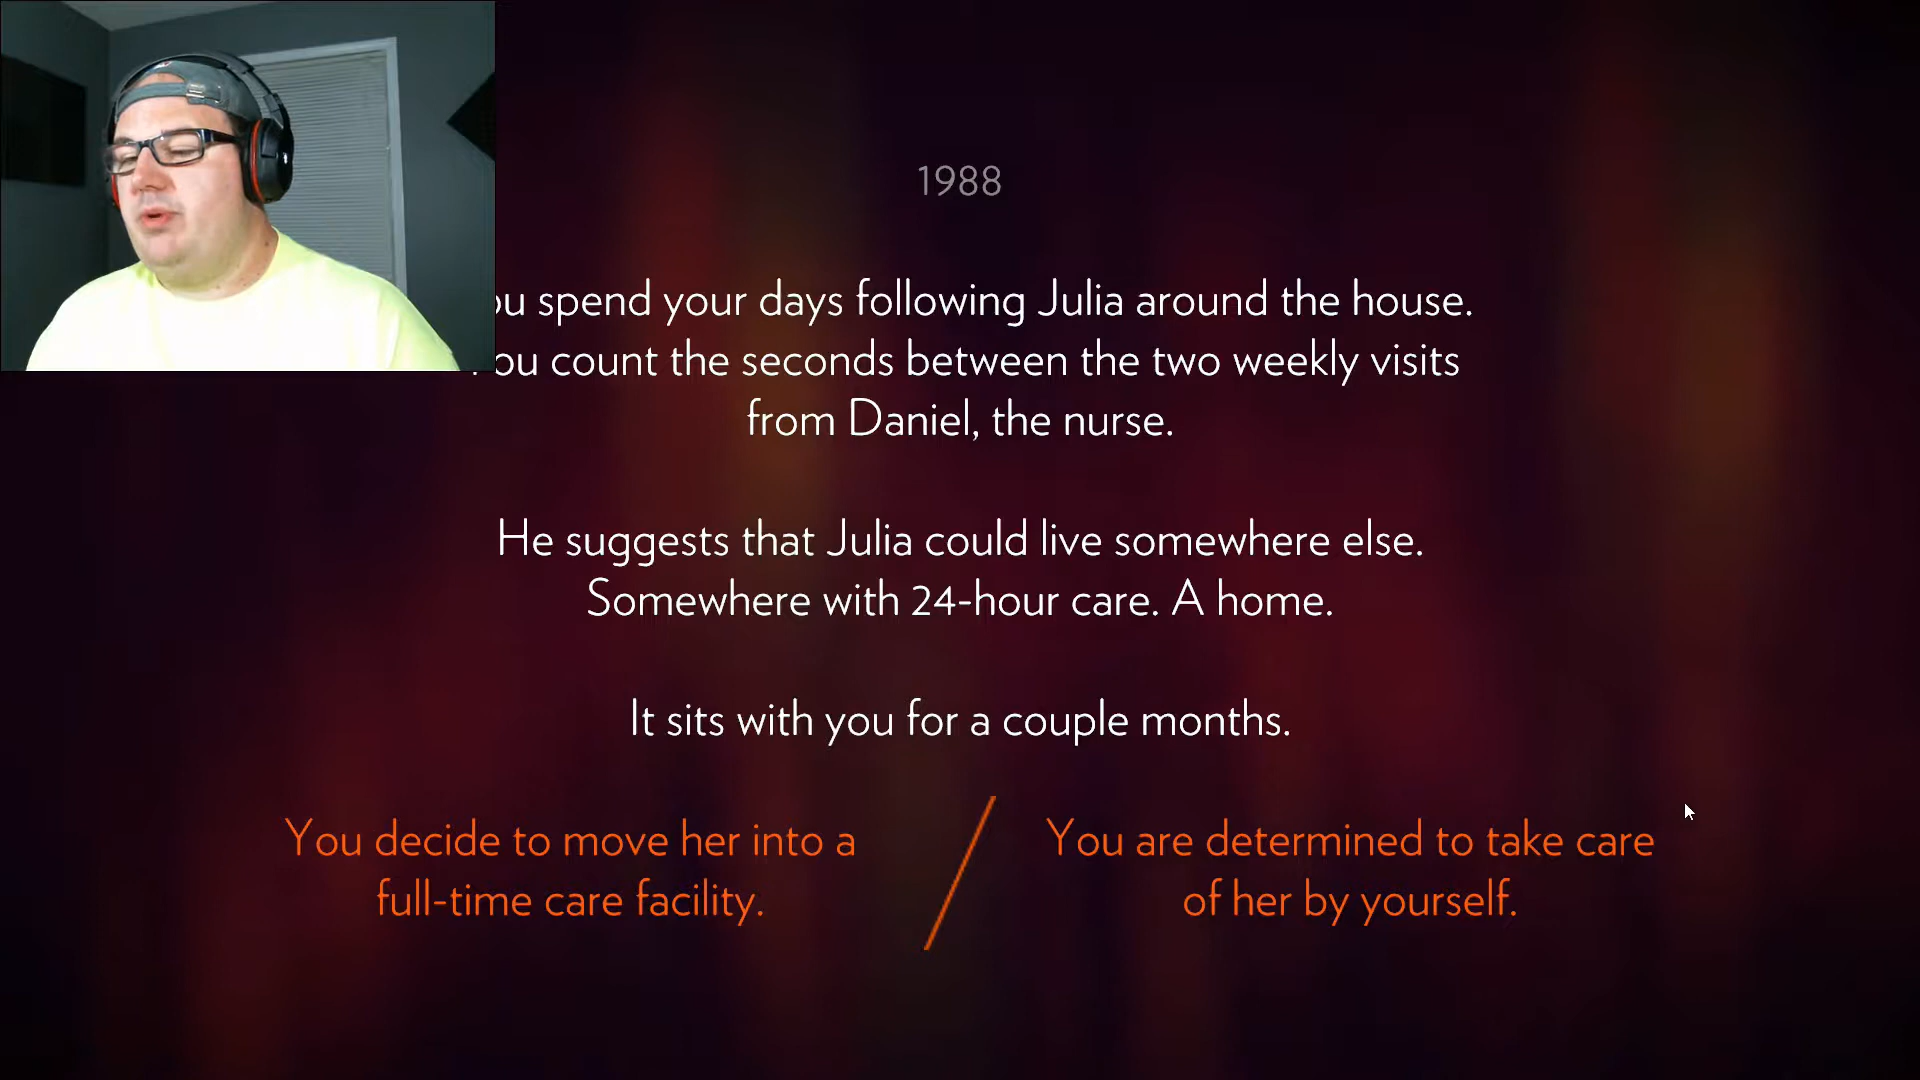 1988
spend your days following Julia around the house.
count the seconds between the two weekly visits
from Daniel, the nurse.
He suggests that Julia could live somewhere else.
Somewhere with 24-hour care. A home.
It sits with you for a couple months.
You decide to move her into a
full-time care facility.
/
You are determined to take care
of her by yourself.